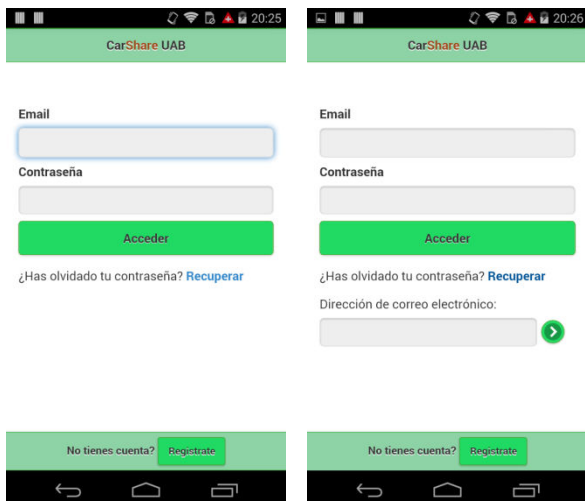 20:25
CarShare UAB
Email
Contraseña
Acceder
¿Has olvidado tu contraseña? Recuperar
No tienes cuenta? Registrate
20:26
CarShare UAB
Email
Contraseña
Acceder
¿Has olvidado tu contraseña? Recuperar
Dirección de correo electrónico:
No tienes cuenta? Registrate